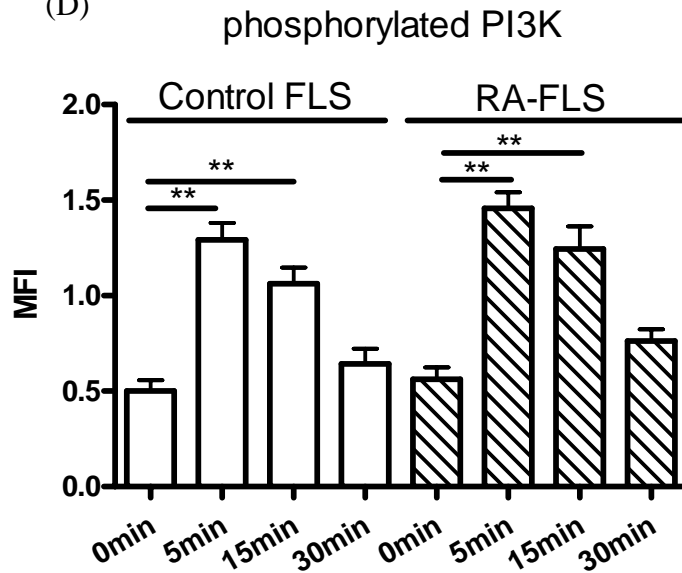 (D)
phosphorylated PI3K
Control FLS RA-FLS
2.0
1.5
1.0
0.5
0.0
MFI
** ** ** **
0min 5min 15min 30min 0min 5min 15min 30min